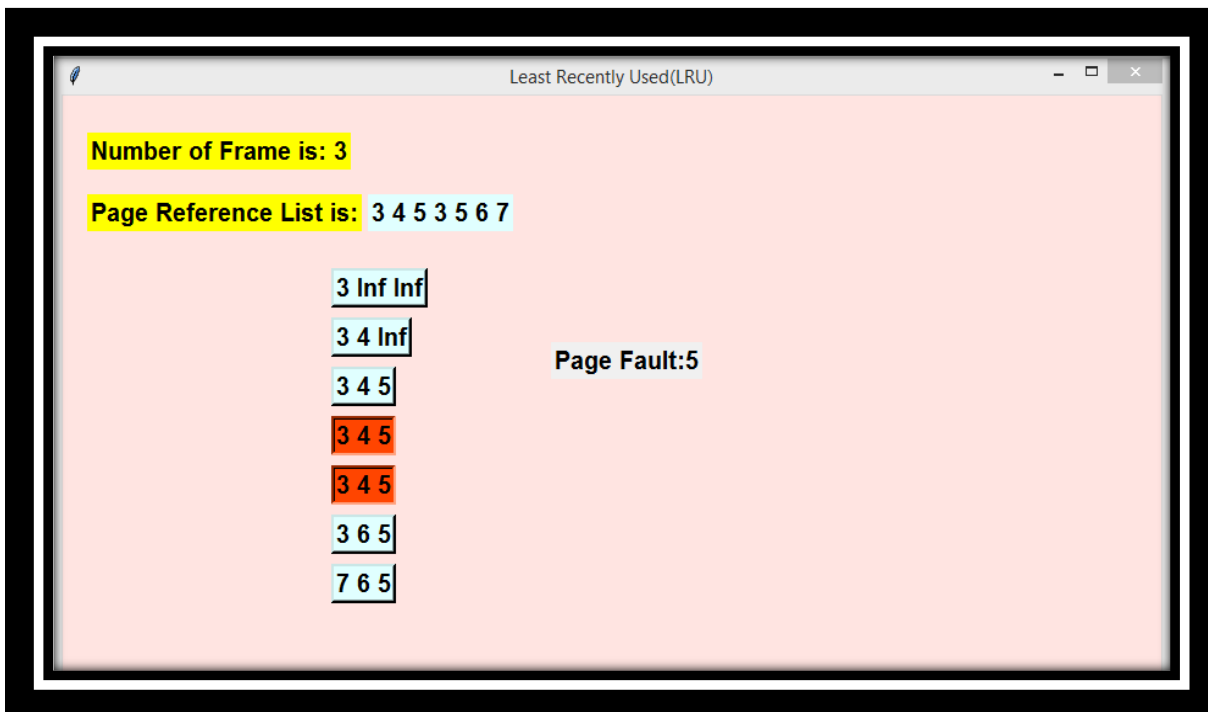 Least Recently Used(LRU)
Number of Frame is: 3
Page Reference List is: 3 4 5 3 5 6 7
3 Inf Inf
3 4 Inf
Page Fault:5
3 4 5
3 4 5
3 4 5
3 6 5
7 6 5